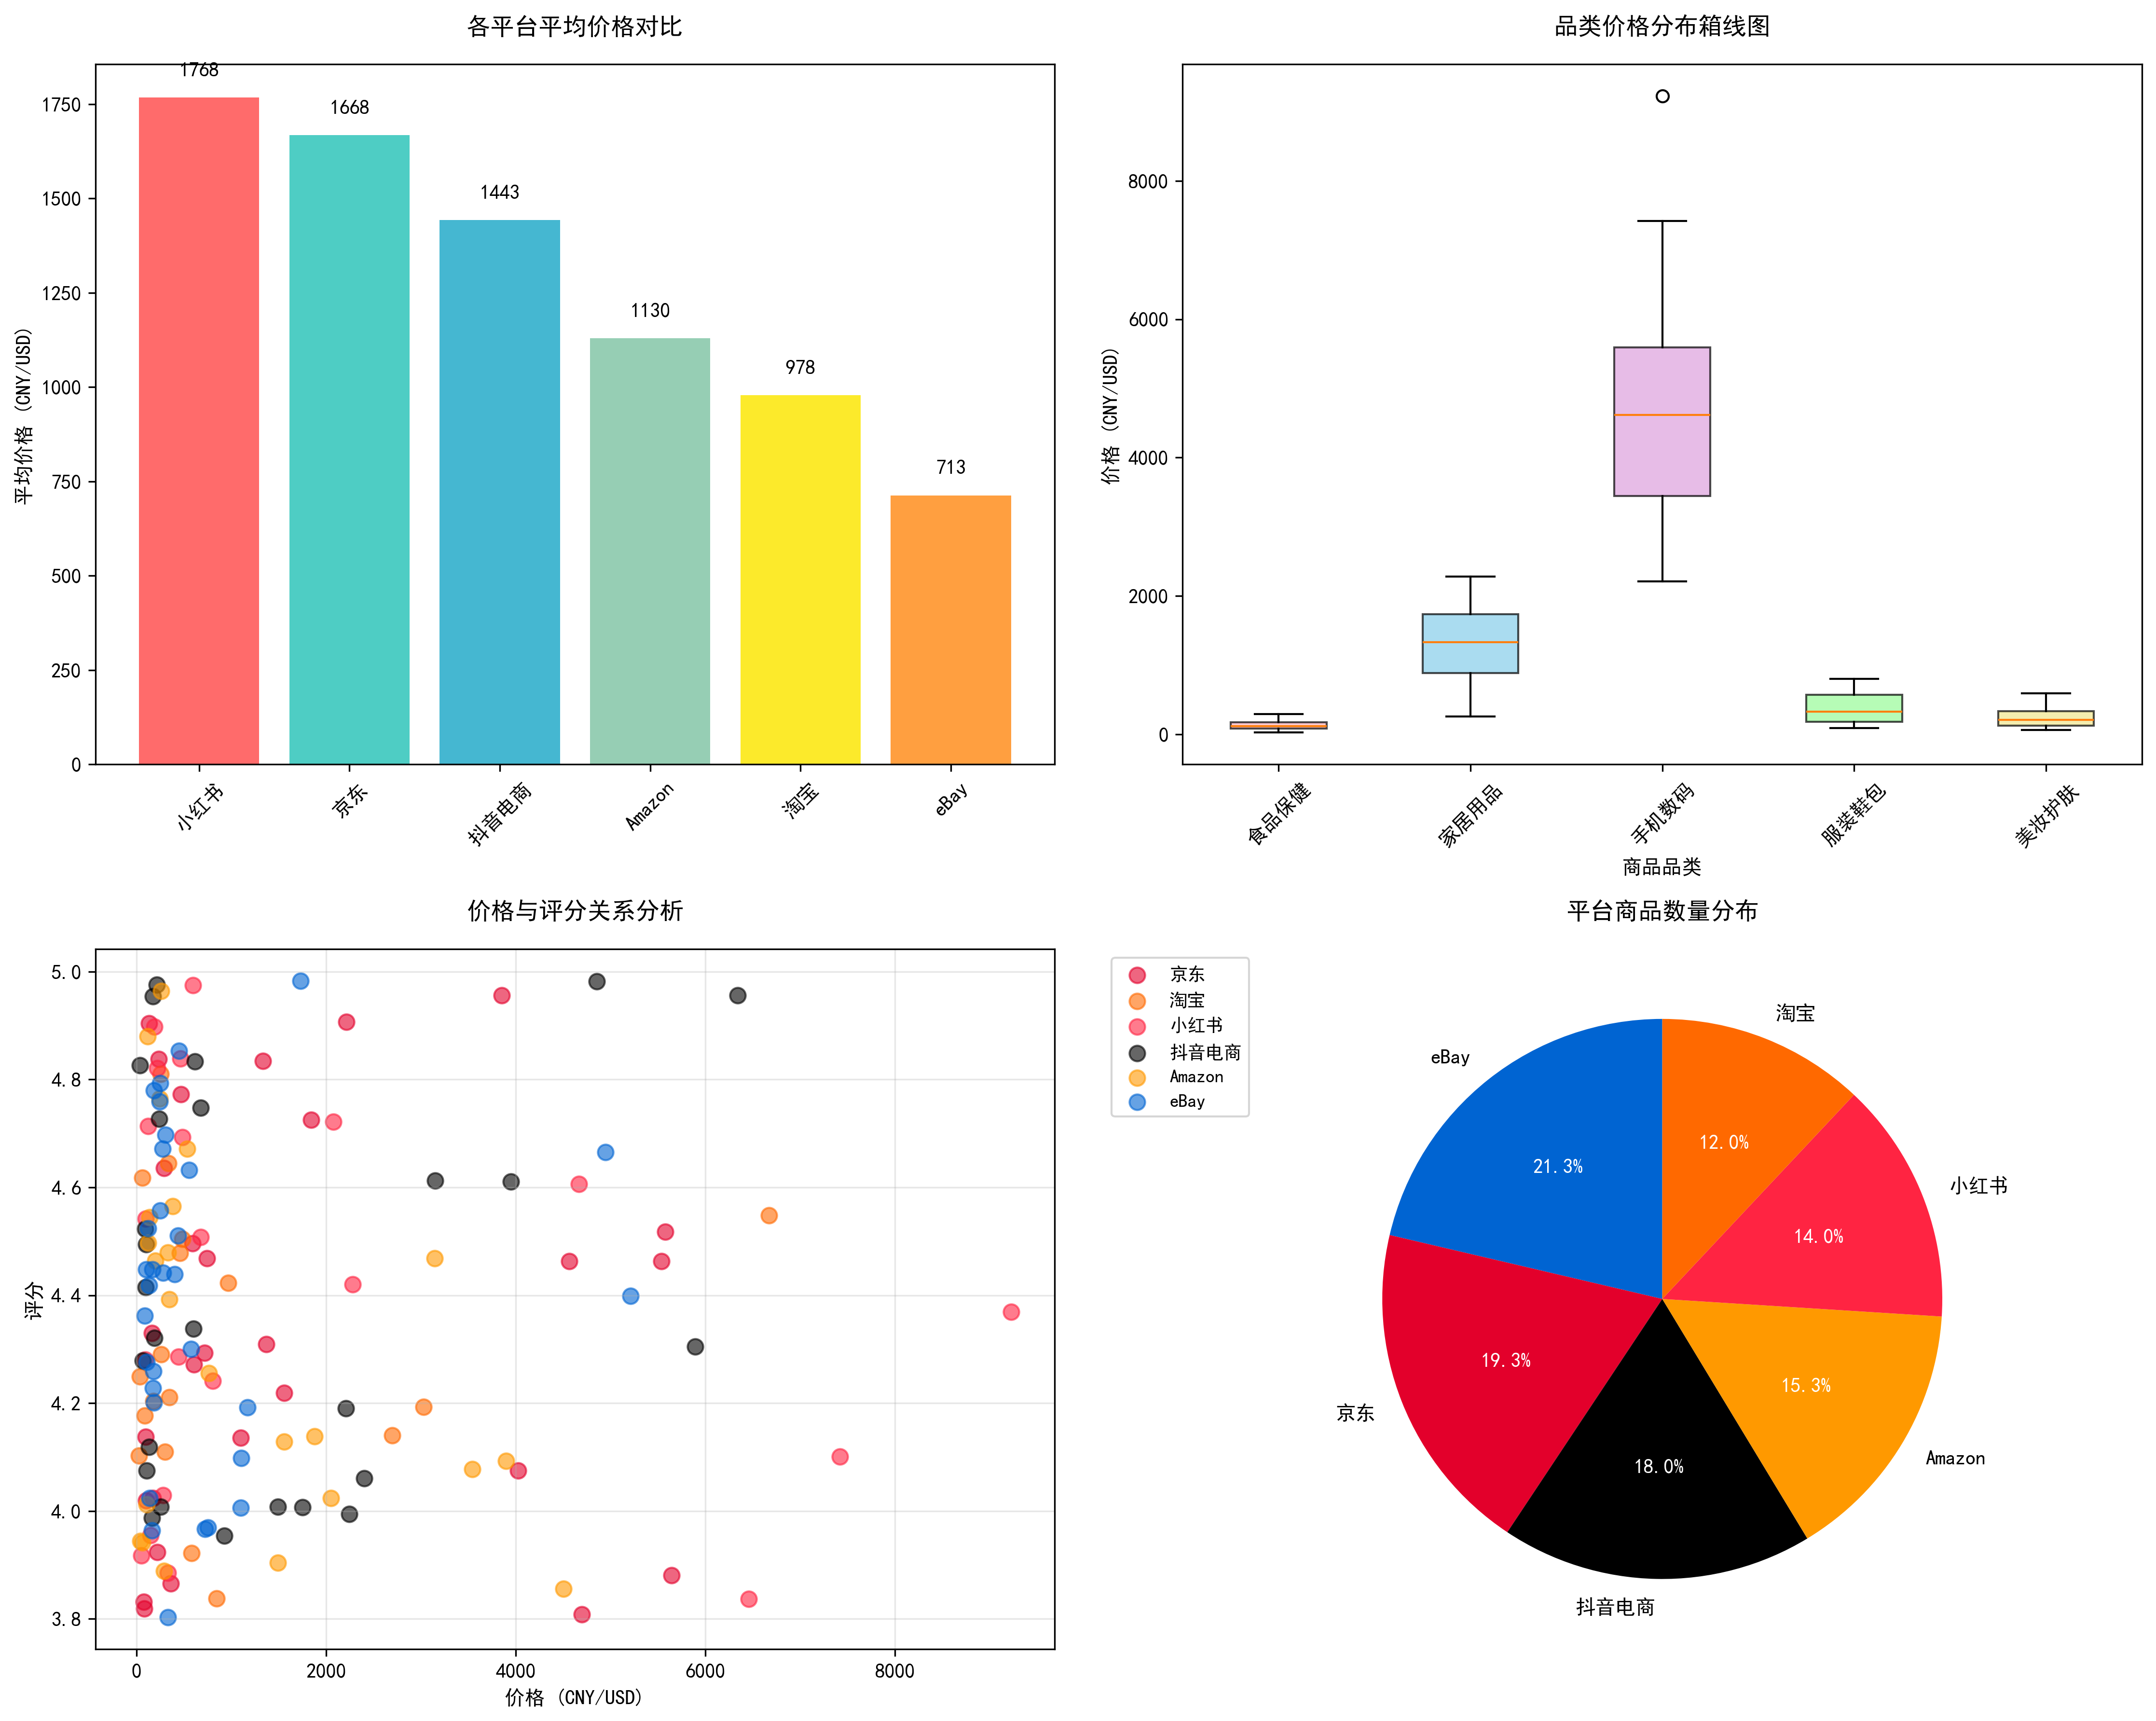 各平台平均价格对比
平均价格 (CNY/USD)
1750
1500
1250
1000
750
500
250
0
1768
1668
1443
1130
978
713
小红书
京东
抖音电商
Amazon
淘宝
eBay
品类价格分布箱线图
价格 (CNY/USD)
8000
6000
4000
2000
0
食品保健
家居用品
手机数码
服装鞋包
美妆护肤
商品品类
价格与评分关系分析
评分
5.0
4.8
4.6
4.4
4.2
4.0
3.8
0
2000
4000
6000
8000
价格 (CNY/USD)
京东
淘宝
小红书
抖音电商
Amazon
eBay
平台商品数量分布
淘宝
12.0%
小红书
14.0%
Amazon
15.3%
抖音电商
18.0%
京东
19.3%
eBay
21.3%